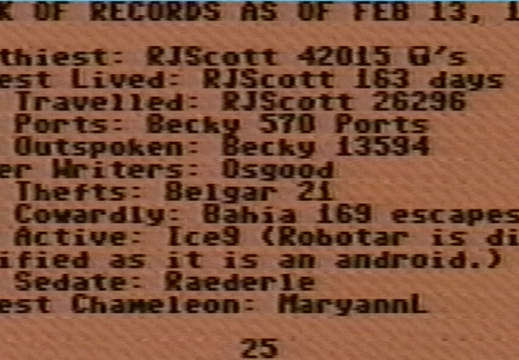 K OF RECORDS AS OF FEB 13, 1
thiest: RJScott 42015 's
est Lived: RJScott 163 days
Travelled: RJScott 26296
Ports: Becky 570 Ports
Outspoken: Becky 13594
er Writers: Osgood
Thefts: Belgar 21
Cowardly: Bahia 169 escapes
Active: Ice9 (Robotar is di
ified as it is an android.)
Sedate: Raederle
est Chameleon: MaryannL
25